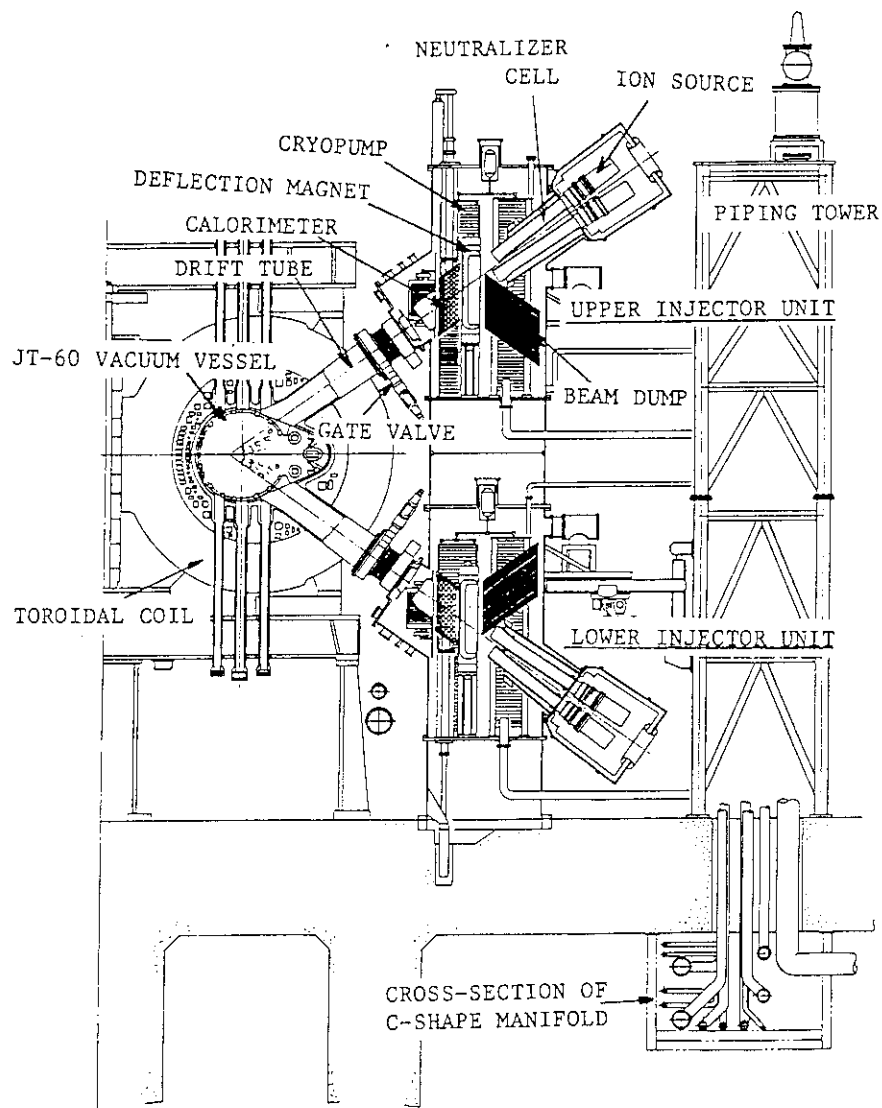 NEUTRALIZER
CELL
ION SOURCE
CRYOPUMP
DEFLECTION MAGNET
CALORIMETER
DRIFT TUBE
PIPING TOWER
UPPER INJECTOR UNIT
JT-60 VACUUM VESSEL
BEAM DUMP
GATE VALVE
TOROIDAL COIL
LOWER INJECTOR UNIT
CROSS-SECTION OF
C-SHAPE MANIFOLD